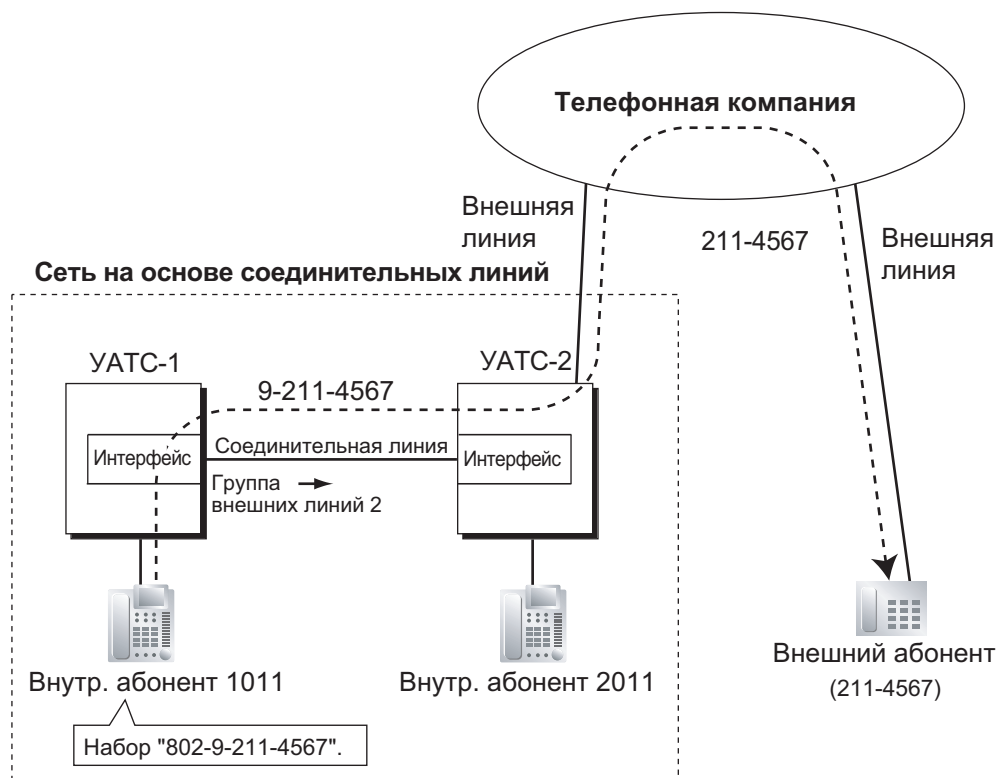 Телефонная компания
Внешняя
линия
211-4567
Внешняя
линия
Сеть на основе соединительных линий
УАТС-1
УАТС-2
9-211-4567
Интерфейс
Соединительная линия
Интерфейс
Группа
внешних линий 2
Внутр. абонент 1011
Внутр. абонент 2011
Внешний абонент
(211-4567)
Набор "802-9-211-4567".